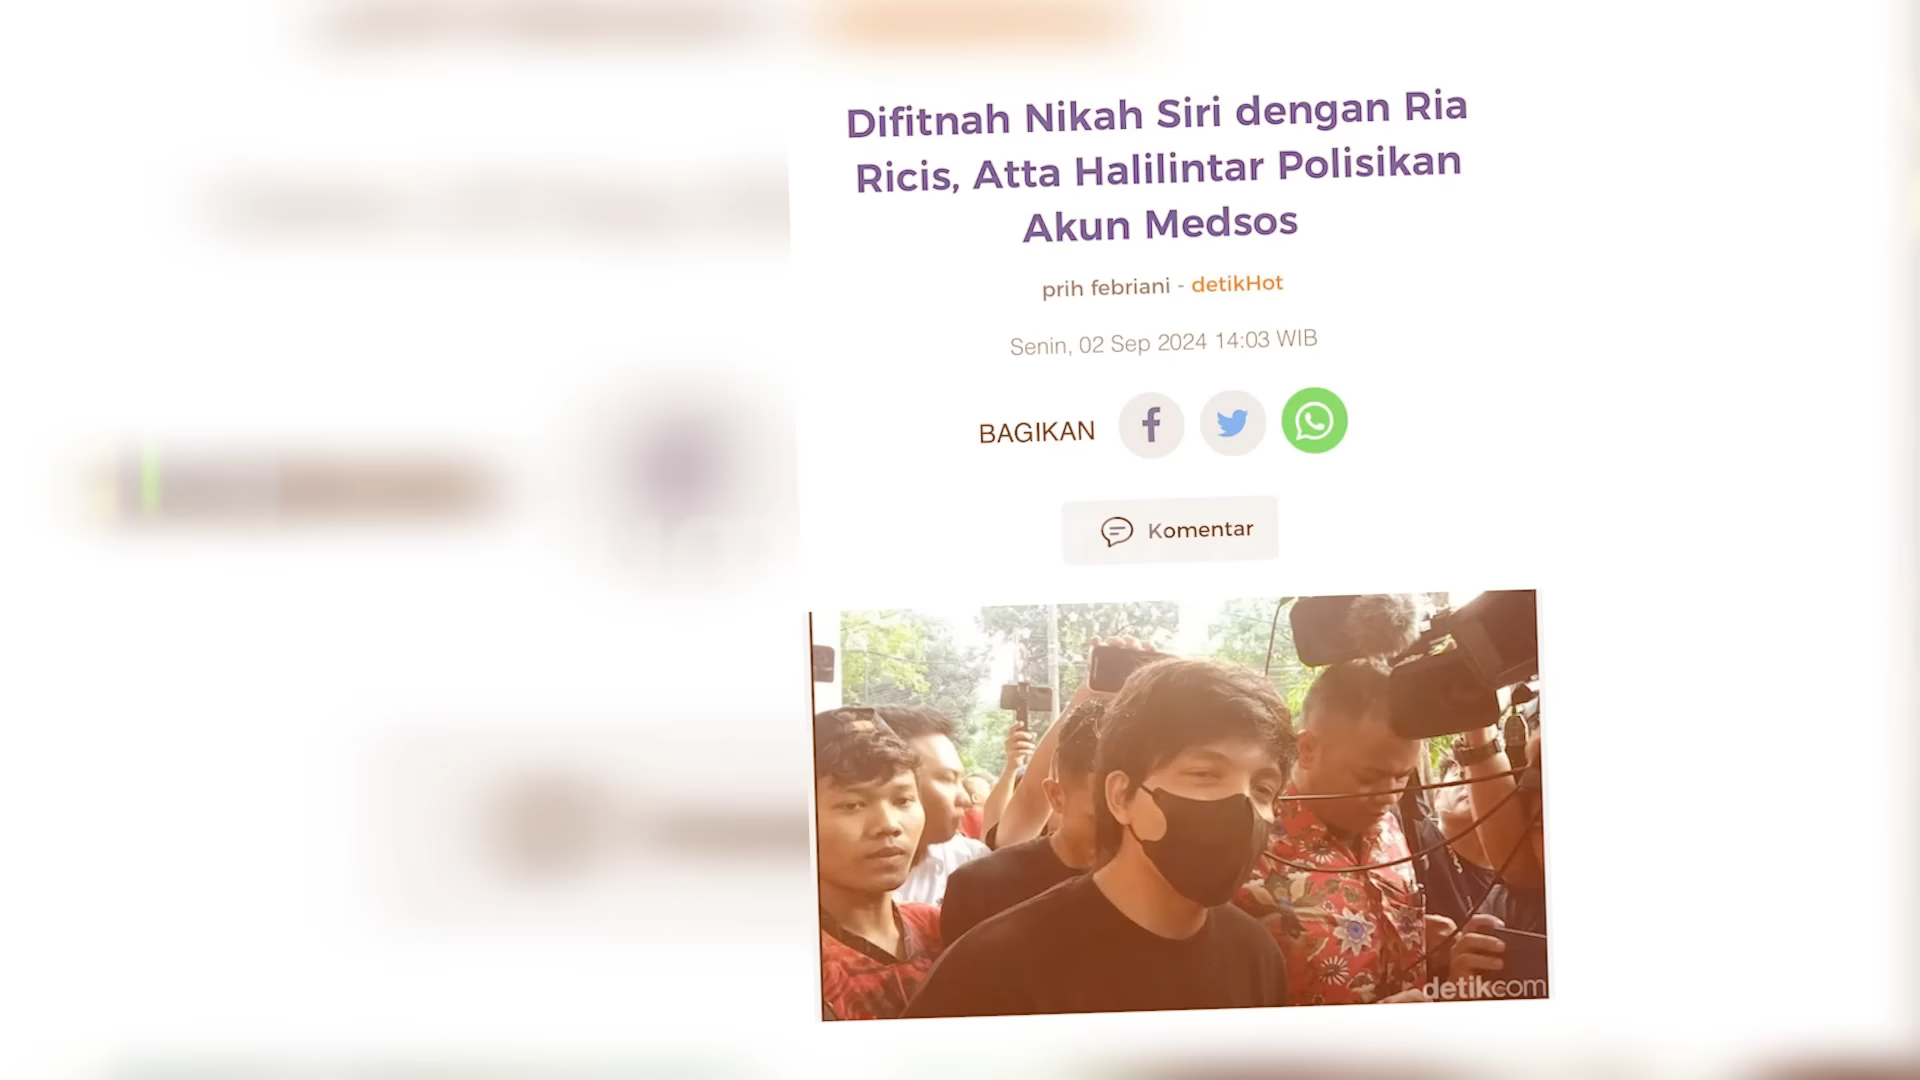 Difitnah Nikah Siri dengan Ria
Ricis, Atta Halilintar Polisikan
Akun Medsos
prih febriani - detikHot
Senin, 02 Sep 2024 14:03 WIB
BAGIKAN
Komentar
detikcom